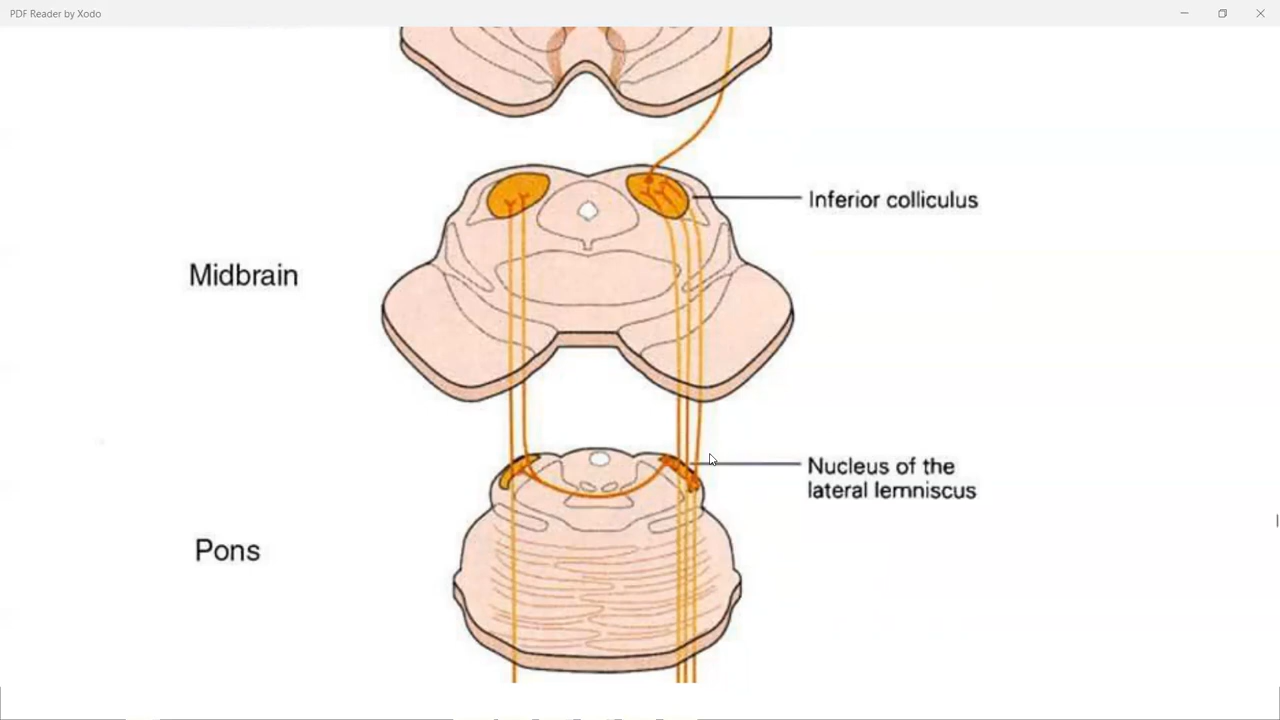 PDF Reader by Xodo
Inferior colliculus
Midbrain
Nucleus of the
lateral lemniscus
Pons